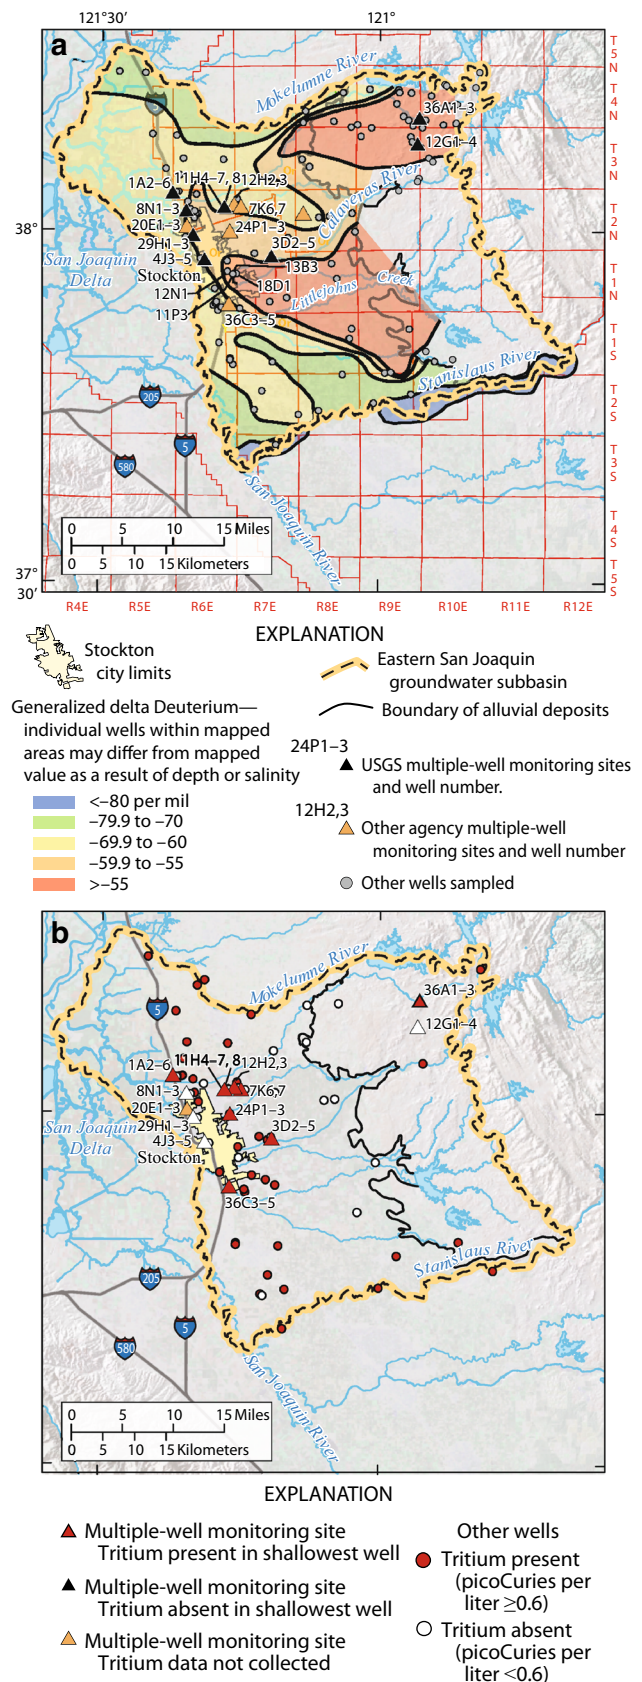 121°30'
121°
a
Mokelumne River
36A1–3
12G1–4
1A2–6
11H4–7, 8
12H2,3
8N1–3
7K6,7
Calaveras River
20E1–3
24P1–3
38°
29H1–3
3D2–5
San Joaquin
Delta
4J3–5
13B3
Stockton
18D1
Littlejohns Creek
12N1
11P3
36C3–5
Stanislaus River
205
5
580
5
San Joaquin River
0 5 10 15 Miles
0 5 10 15 Kilometers
37°
30'
T5N
T4N
T3N
T2N
T1N
T1S
T2S
T3S
T4S
T5S
R4E R5E R6E R7E R8E R9E R10E R11E R12E
EXPLANATION
Stockton
city limits
Generalized delta Deuterium—
individual wells within mapped
areas may differ from mapped
value as a result of depth or salinity
<–80 per mil
–79.9 to –70
–69.9 to –60
–59.9 to –55
>–55
Eastern San Joaquin
groundwater subbasin
Boundary of alluvial deposits
24P1–3
USGS multiple-well monitoring sites
and well number.
12H2,3
Other agency multiple-well
monitoring sites and well number
Other wells sampled
b
Mokelumne River
36A1–3
5
12G1–4
1A2–6
11H4–7, 8
12H2,3
8N1–3
7K6,7
20E1–3
24P1–3
29H1–3
San Joaquin
Delta
4J3–5
3D2–5
Stockton
36C3–5
Stanislaus River
205
5
580
San Joaquin River
0 5 10 15 Miles
0 5 10 15 Kilometers
EXPLANATION
Multiple-well monitoring site
Tritium present in shallowest well
Multiple-well monitoring site
Tritium absent in shallowest well
Multiple-well monitoring site
Tritium data not collected
Other wells
Tritium present
(picoCuries per
liter ≥0.6)
Tritium absent
(picoCuries per
liter <0.6)